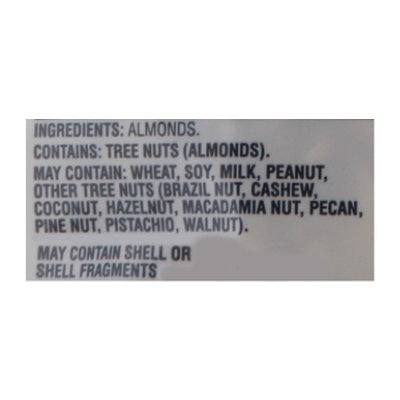 INGREDIENTS: ALMONDS.
CONTAINS: TREE NUTS (ALMONDS).
MAY CONTAIN: WHEAT, SOY, MILK, PEANUT,
OTHER TREE NUTS (BRAZIL NUT, CASHEW,
COCONUT, HAZELNUT, MACADAMIA NUT, PECAN,
PINE NUT, PISTACHIO, WALNUT).
MAY CONTAIN SHELL OR
SHELL FRAGMENTS